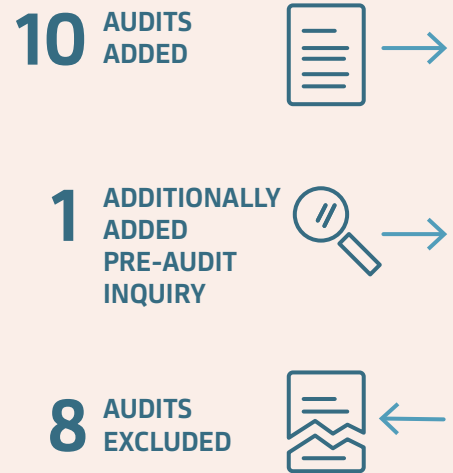 10 AUDITS
ADDED
1 ADDITIONALLY
ADDED
PRE-AUDIT
INQUIRY
8 AUDITS
EXCLUDED